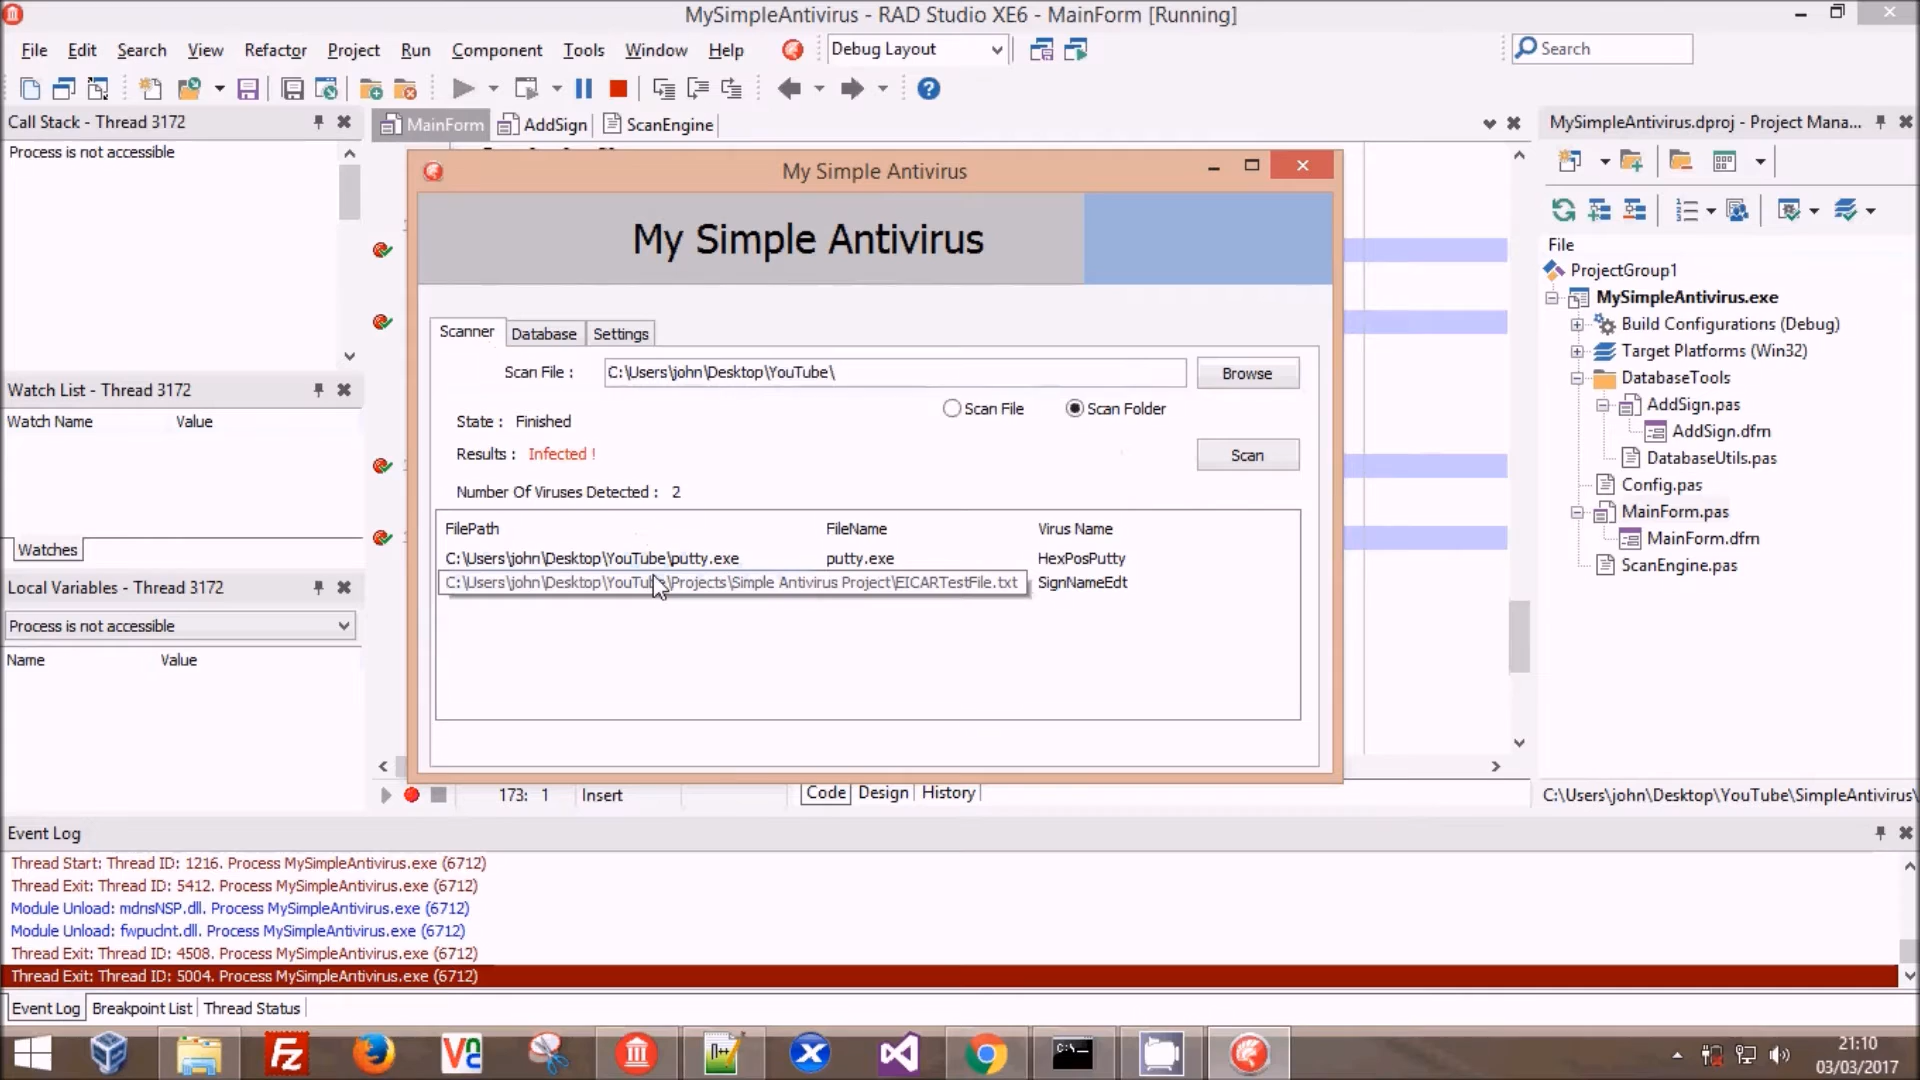 MySimpleAntivirus - RAD Studio XE6 - MainForm [Running]
File Edit Search View Refactor Project Run Component Tools Window Help
Debug Layout
Search
Call Stack - Thread 3172
Process is not accessible
MainForm
AddSign
ScanEngine
MySimpleAntivirus.dproj - Project Mana...
My Simple Antivirus
My Simple Antivirus
Scanner
Database
Settings
Scan File :
C:\Users\john\Desktop\YouTube\
Browse
Scan File
Scan Folder
State : Finished
Results : Infected !
Scan
Number Of Viruses Detected : 2
FilePath FileName Virus Name
C:\Users\john\Desktop\YouTube\putty.exe putty.exe HexPosPutty
C:\Users\john\Desktop\YouTube\Projects\Simple Antivirus Project\EICARTestFile.txt SignNameEdt
Watch List - Thread 3172
Watch Name Value
Watches
Local Variables - Thread 3172
Process is not accessible
Name Value
File
ProjectGroup1
MySimpleAntivirus.exe
Build Configurations (Debug)
Target Platforms (Win32)
DatabaseTools
AddSign.pas
AddSign.dfm
DatabaseUtils.pas
Config.pas
MainForm.pas
MainForm.dfm
ScanEngine.pas
173: 1 Insert
Code Design History
C:\Users\john\Desktop\YouTube\SimpleAntivirus\
Event Log
Thread Start: Thread ID: 1216. Process MySimpleAntivirus.exe (6712)
Thread Exit: Thread ID: 5412. Process MySimpleAntivirus.exe (6712)
Module Unload: mdnsNSP.dll. Process MySimpleAntivirus.exe (6712)
Module Unload: fwpuclnt.dll. Process MySimpleAntivirus.exe (6712)
Thread Exit: Thread ID: 4508. Process MySimpleAntivirus.exe (6712)
Thread Exit: Thread ID: 5004. Process MySimpleAntivirus.exe (6712)
Event Log Breakpoint List Thread Status
21:10
03/03/2017